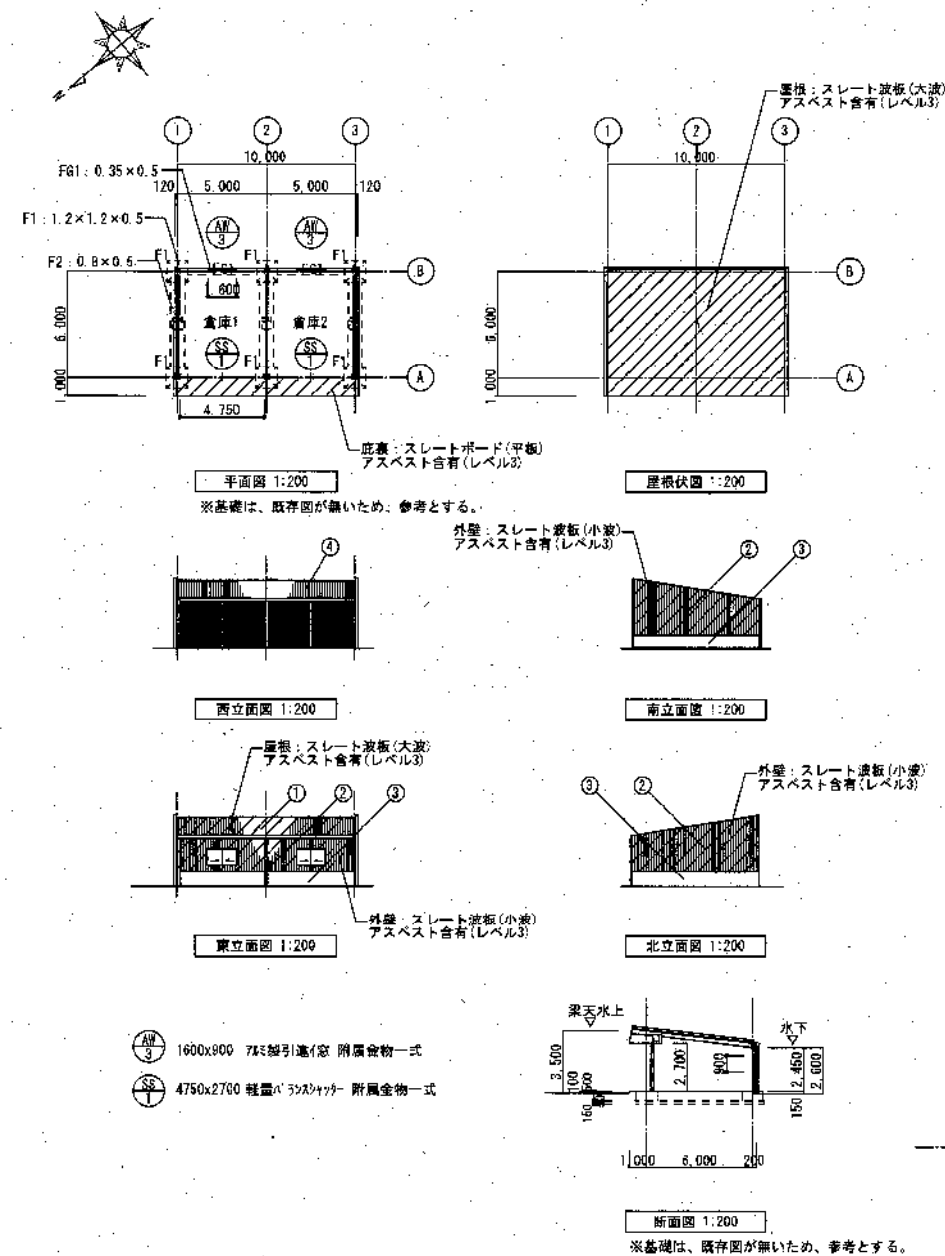 N
屋根：スレート波板(大波)
アスベスト含有(レベル3)
1
2
3
10,000
FG1：0.35×0.5
120
5,000
5,000
120
F1：1.2×1.2×0.5
AW
3
AW
3
F2：0.8×0.5
F1
F1
F1
B
600
6,000
倉庫1
倉庫2
SS
1
SS
1
F1
F1
F1
A
1,000
4,750
庇裏：スレートボード(平板)
アスベスト含有(レベル3)
平面図 1:200
※基礎は、既存図が無いため、参考とする。
1
2
3
10,000
B
6,000
A
1,000
屋根伏図 1:200
④
西立面図 1:200
外壁：スレート波板(小波)
アスベスト含有(レベル3)
②
③
南立面図 1:200
屋根：スレート波板(大波)
アスベスト含有(レベル3)
①
②
③
外壁：スレート波板(小波)
アスベスト含有(レベル3)
東立面図 1:200
外壁：スレート波板(小波)
アスベスト含有(レベル3)
③
②
北立面図 1:200
AW
3
1600x900 アルミ製引違イ窓 附属金物一式
SS
1
4750x2700 軽量バランスシャッター 附属金物一式
梁天水上
水下
3,500
100
500
150
2,700
900
2,450
2,600
150
1,000
6,000
200
断面図 1:200
※基礎は、既存図が無いため、参考とする。